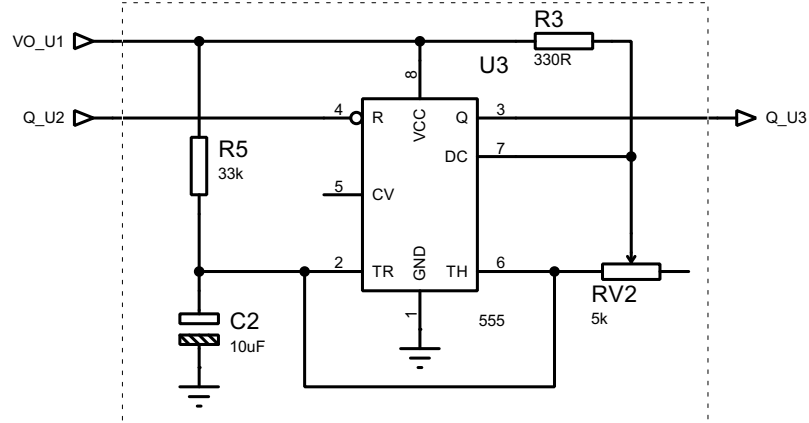 VO_U1
R3
330R
U3
8
Q_U2
4
R
VCC
Q
3
Q_U3
DC
7
R5
33k
5
CV
2
TR
GND
TH
6
RV2
5k
1
555
C2
10uF